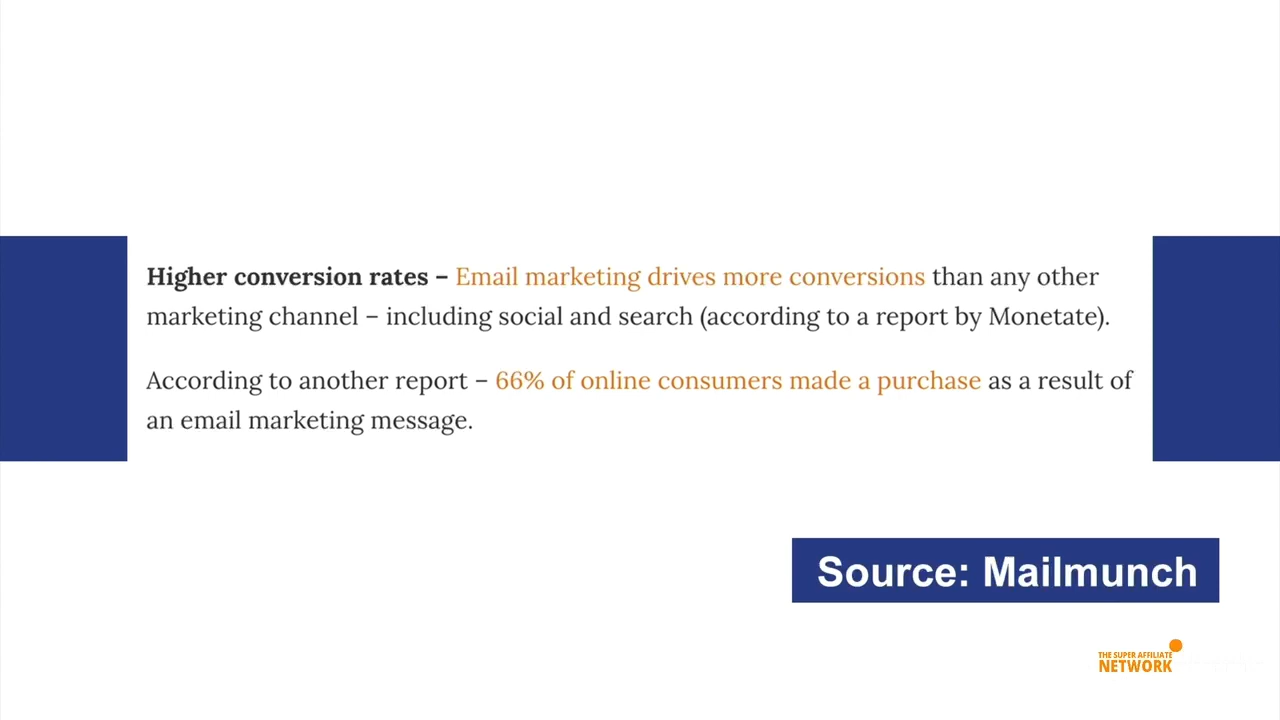 Higher conversion rates – Email marketing drives more conversions than any other
marketing channel – including social and search (according to a report by Monetate).
According to another report – 66% of online consumers made a purchase as a result of
an email marketing message.
Source: Mailmunch
THE SUPER AFFILIATE
NETWORK